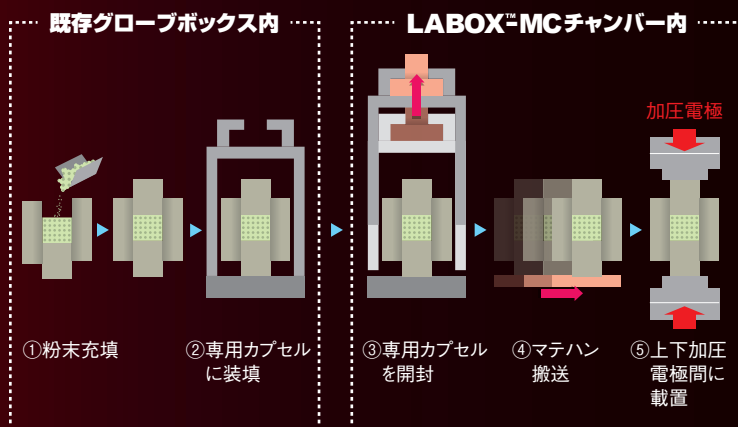 既存グローブボックス内
LABOX™-MCチャンバー内
加圧電極
①粉末充填
②専用カプセル
に装填
③専用カプセル
を開封
④マテハン
搬送
⑤上下加圧
電極間に
載置